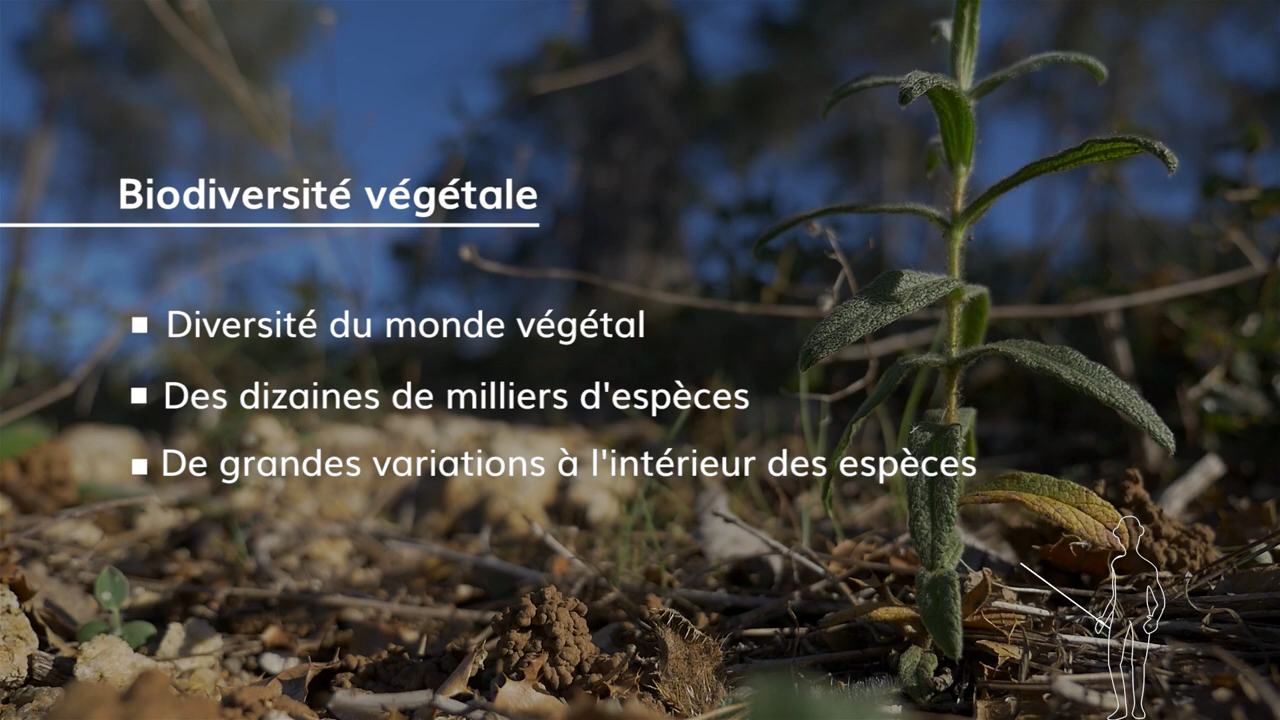 Biodiversité végétale
Diversité du monde végétal
Des dizaines de milliers d'espèces
De grandes variations à l'intérieur des espèces